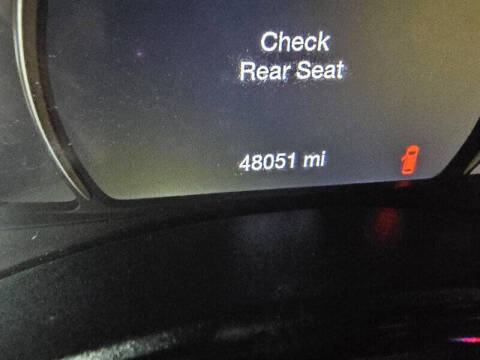 Check
Rear Seat
48051 mi